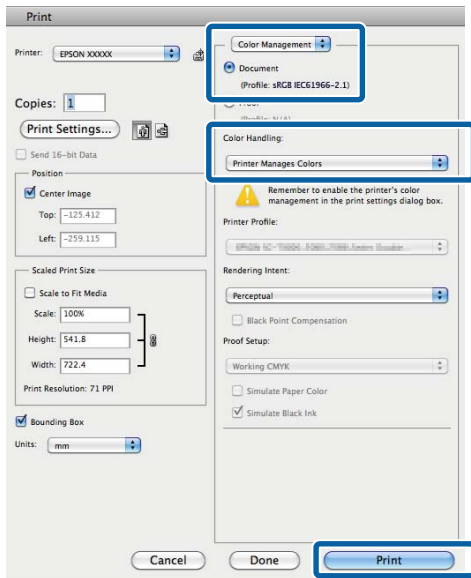 Print
Printer: EPSON XXXXX
Copies: 1
Print Settings...
Send 16-bit Data
Position
Center Image
Top: -125.412
Left: -259.115
Scaled Print Size
Scale to Fit Media
Scale: 100%
Height: 541.8
Width: 722.4
Print Resolution: 71 PPI
Bounding Box
Units: mm
Color Management
Document
(Profile: sRGB IEC61966-2.1)
Color Handling:
Printer Manages Colors
Remember to enable the printer's color
management in the print settings dialog box.
Printer Profile:
Rendering Intent:
Perceptual
Black Point Compensation
Proof Setup:
Working CMYK
Simulate Paper Color
Simulate Black Ink
Cancel
Done
Print